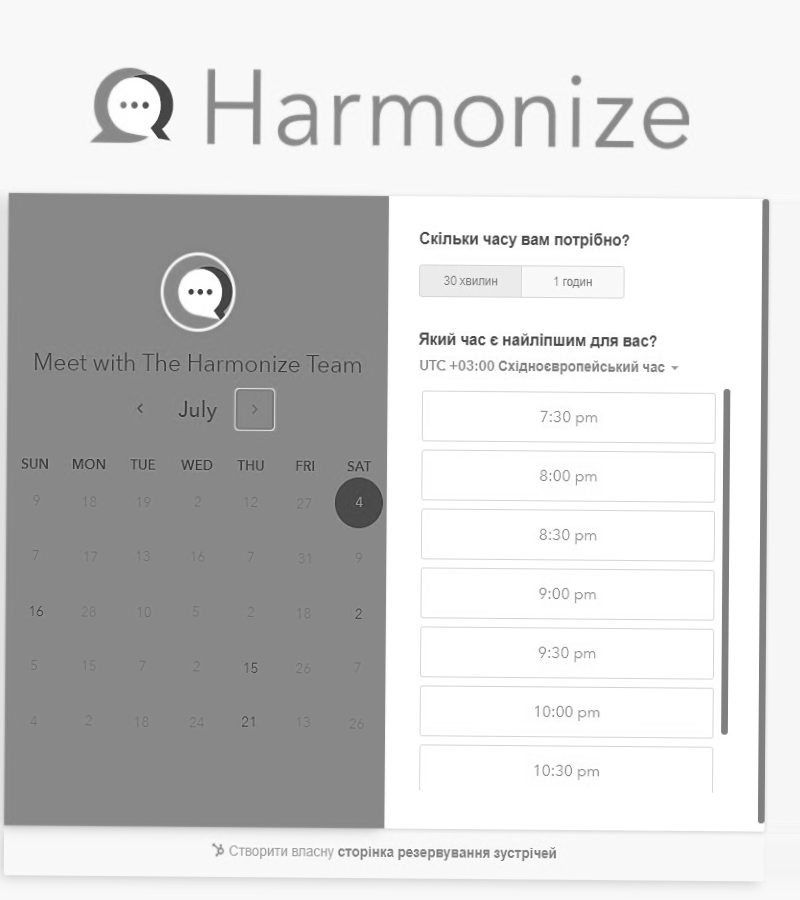 Harmonize
Meet with The Harmonize Team
July
SUN MON TUE WED THU FRI SAT
9 18 19 2 12 27 4
7 17 13 16 7 31 9
16 28 10 5 2 18 2
5 15 7 2 15 26 7
4 2 18 24 21 13 26
Скільки часу вам потрібно?
30 хвилин 1 годин
Який час є найліпшим для вас?
UTC +03:00 Східноєвропейський час
7:30 pm
8:00 pm
8:30 pm
9:00 pm
9:30 pm
10:00 pm
10:30 pm
Створити власну сторінка резервування зустрічей